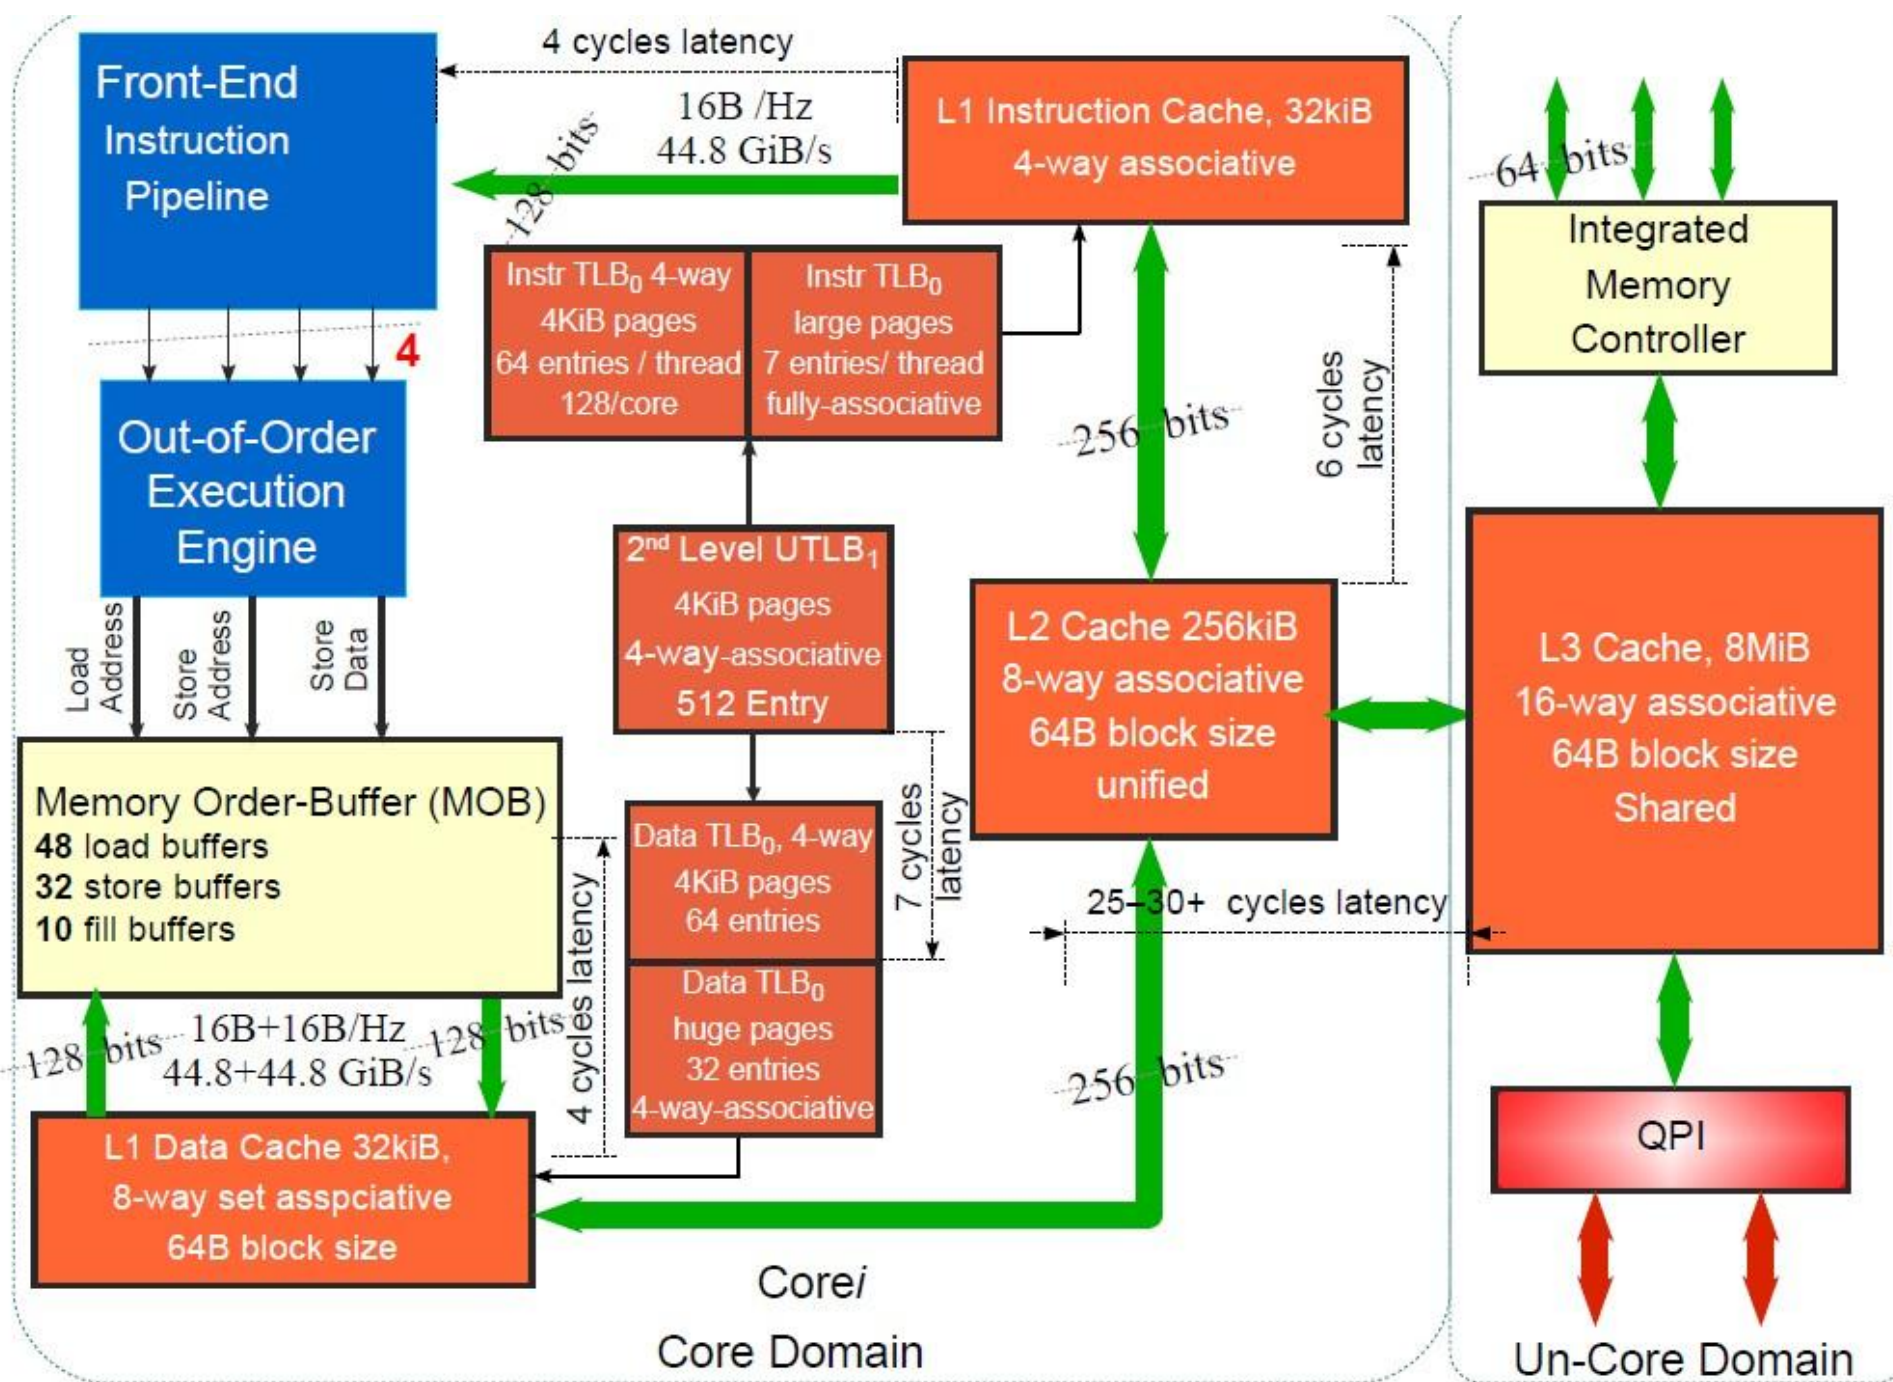 Front-End
Instruction
Pipeline
4 cycles latency
16B /Hz
44.8 GiB/s
128 bits
L1 Instruction Cache, 32kiB
4-way associative
64 bits
Integrated
Memory
Controller
Instr TLB0 4-way
4KiB pages
64 entries / thread
128/core
Instr TLB0
large pages
7 entries/ thread
fully-associative
4
256 bits
6 cycles
latency
Out-of-Order
Execution
Engine
Load
Address
Store
Address
Store
Data
2nd Level UTLB1
4KiB pages
4-way-associative
512 Entry
L2 Cache 256kiB
8-way associative
64B block size
unified
L3 Cache, 8MiB
16-way associative
64B block size
Shared
Memory Order-Buffer (MOB)
48 load buffers
32 store buffers
10 fill buffers
4 cycles latency
Data TLB0, 4-way
4KiB pages
64 entries
7 cycles
latency
Data TLB0
huge pages
32 entries
4-way-associative
25–30+ cycles latency
128 bits
16B+16B/Hz
44.8+44.8 GiB/s
128 bits
256 bits
L1 Data Cache 32kiB,
8-way set asspciative
64B block size
QPI
Corei
Core Domain
Un-Core Domain